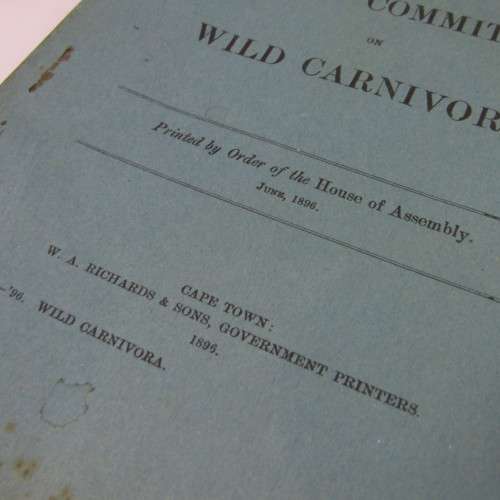 COMMIT
ON
WILD CARNIVORA
Printed by Order of the House of Assembly.
JUNE, 1896.
CAPE TOWN:
W. A. RICHARDS & SONS, GOVERNMENT PRINTERS.
1896.
—'96. WILD CARNIVORA.